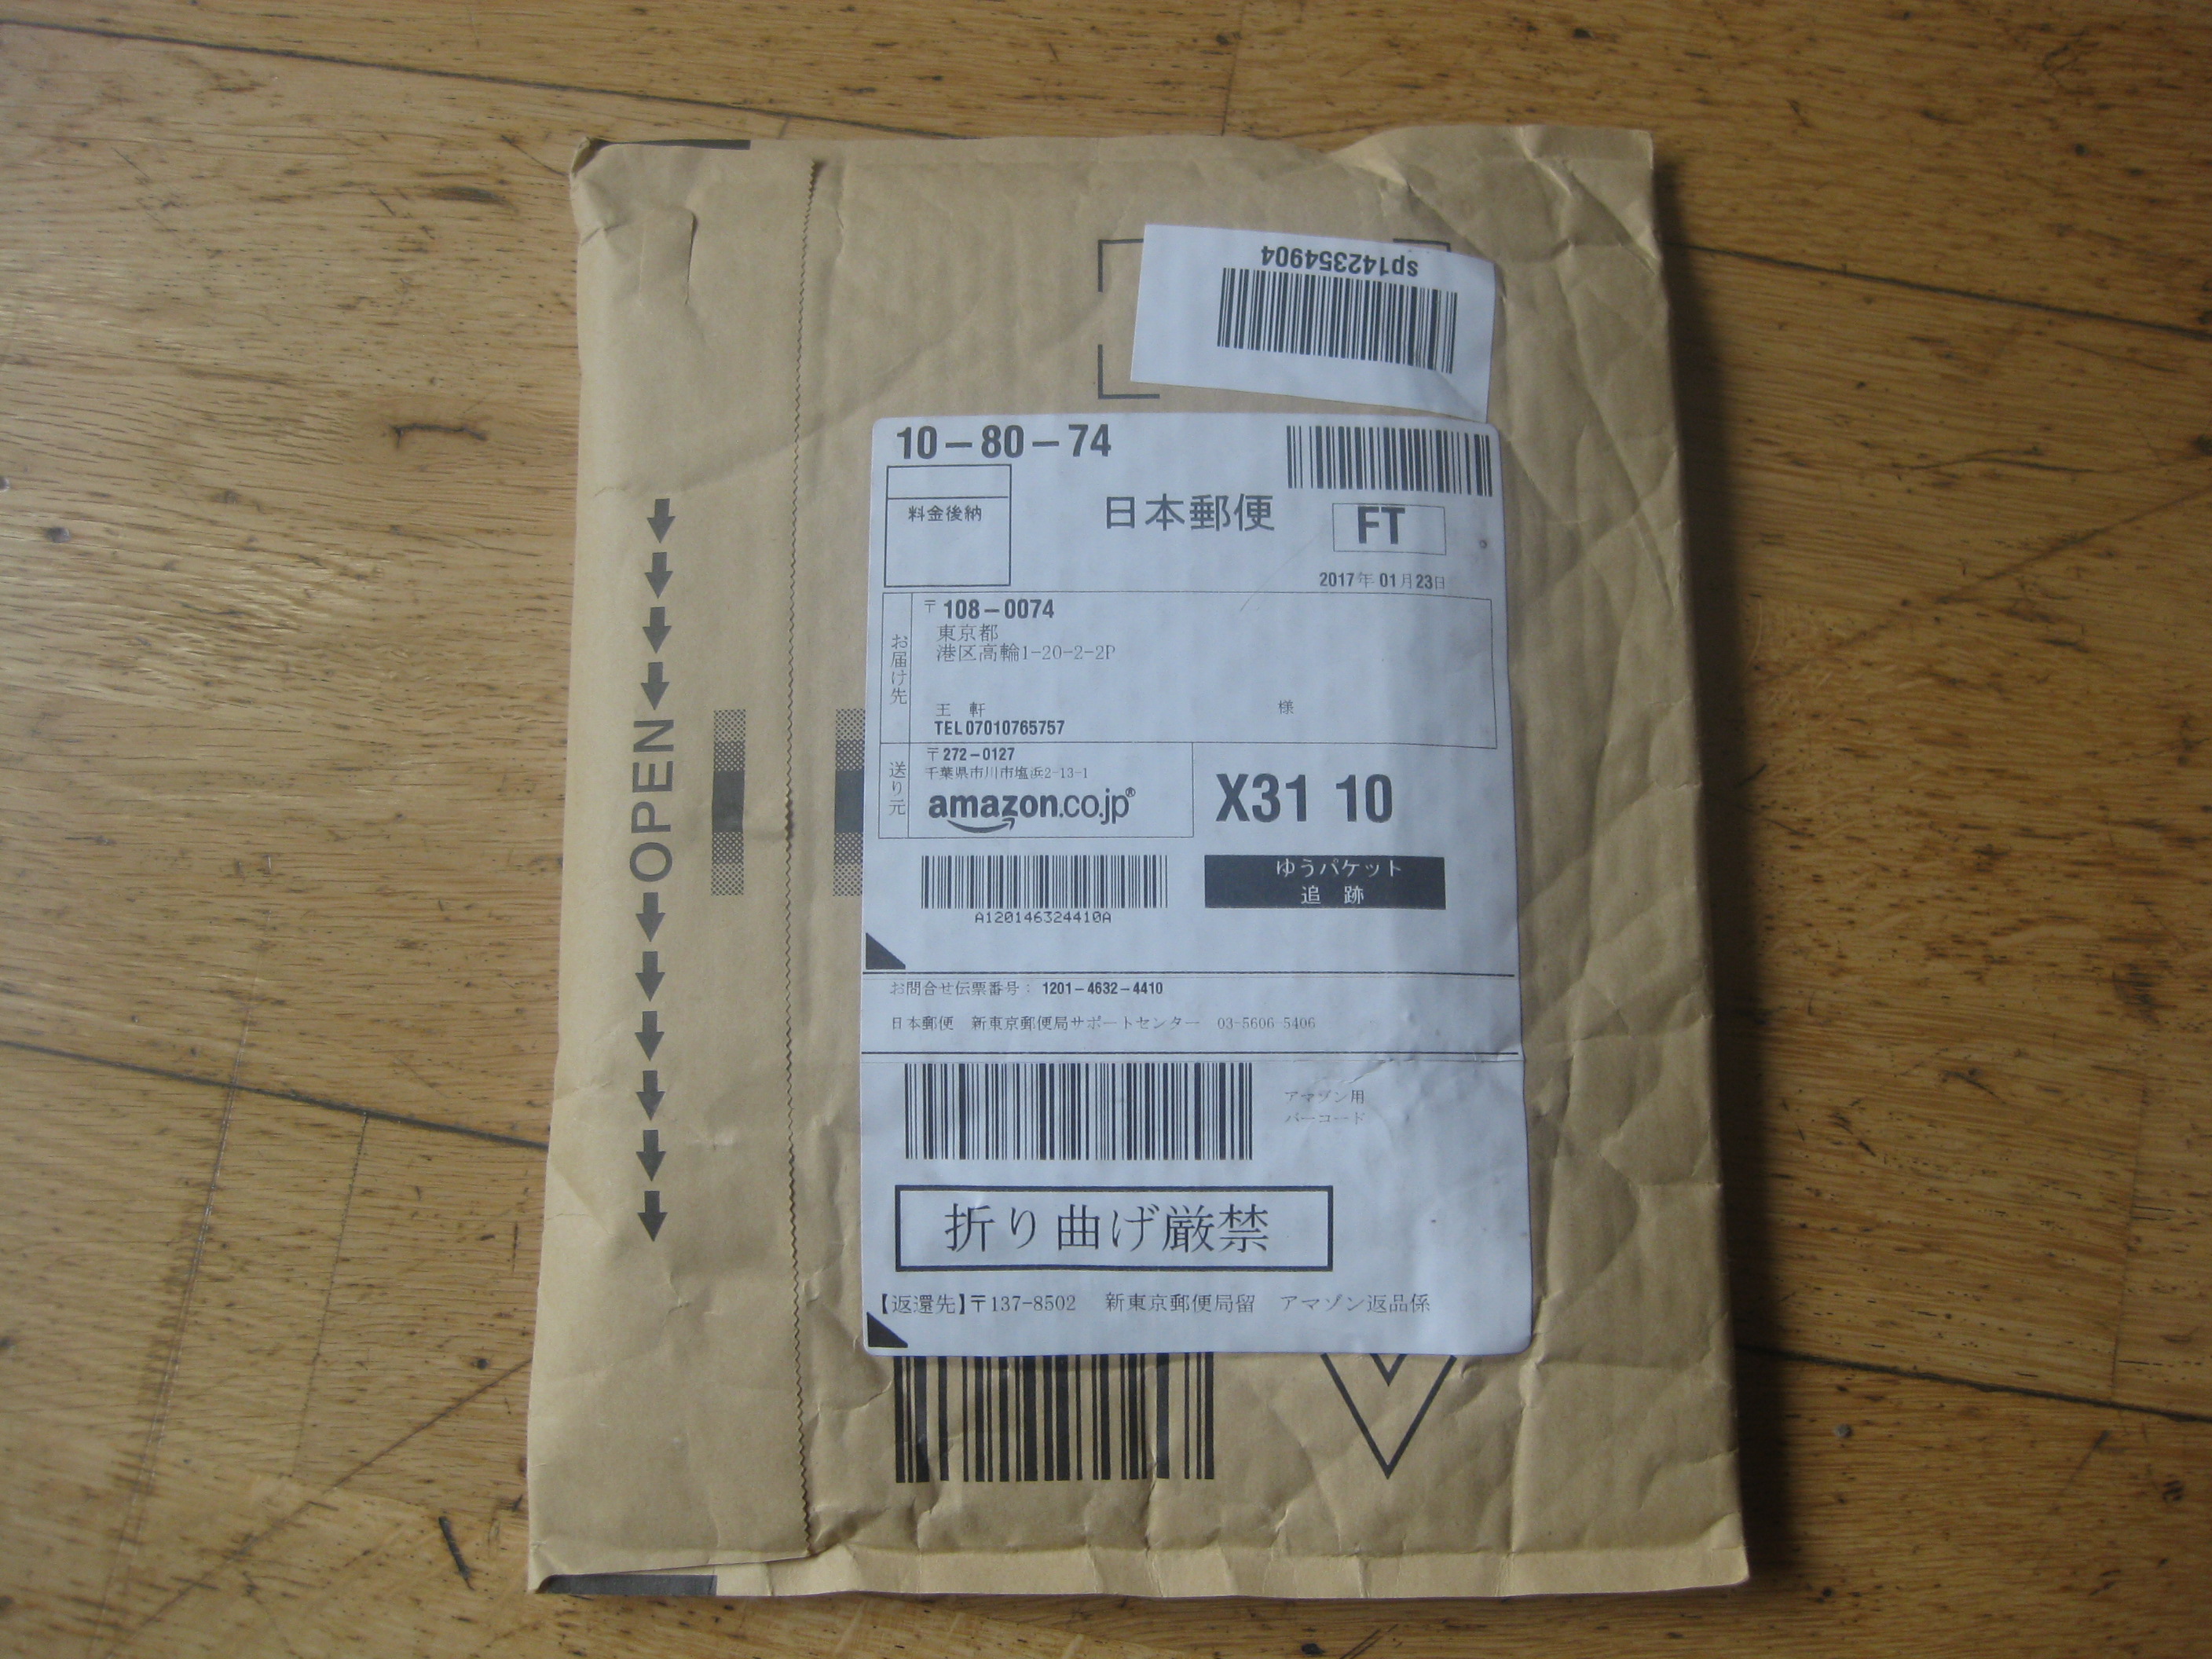 sp1423354904
10-80-74
料金後納
日本郵便
FT
2017年01月23日
お届け先
〒108-0074
東京都
港区高輪1-20-2-2P
王 軒 様
TEL07010765757
送り元
〒272-0127
千葉県市川市塩浜2-13-1
amazon.co.jp®
X31 10
ゆうパケット
追 跡
A120146324410A
お問合せ伝票番号: 1201-4632-4410
日本郵便 新東京郵便局サポートセンター 03-5606-5406
アマゾン用
バーコード
折り曲げ厳禁
【返還先】〒137-8502 新東京郵便局留 アマゾン返品係
OPEN